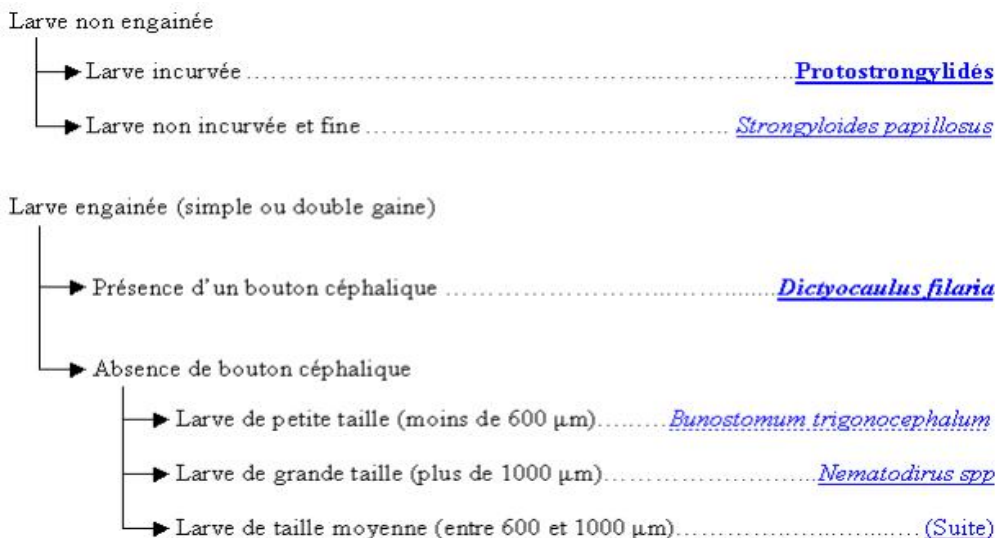 Larve non engainée
Larve incurvée ........................................ Protostrongylidés
Larve non incurvée et fine ........................................ Strongyloides papillosus
Larve engainée (simple ou double gaine)
Présence d'un bouton céphalique ........................................ Dictyocaulus filaria
Absence de bouton céphalique
Larve de petite taille (moins de 600 µm)......... Bunostomum trigonocephalum
Larve de grande taille (plus de 1000 µm)........................... Nematodirus spp
Larve de taille moyenne (entre 600 et 1000 µm)........................... (Suite)